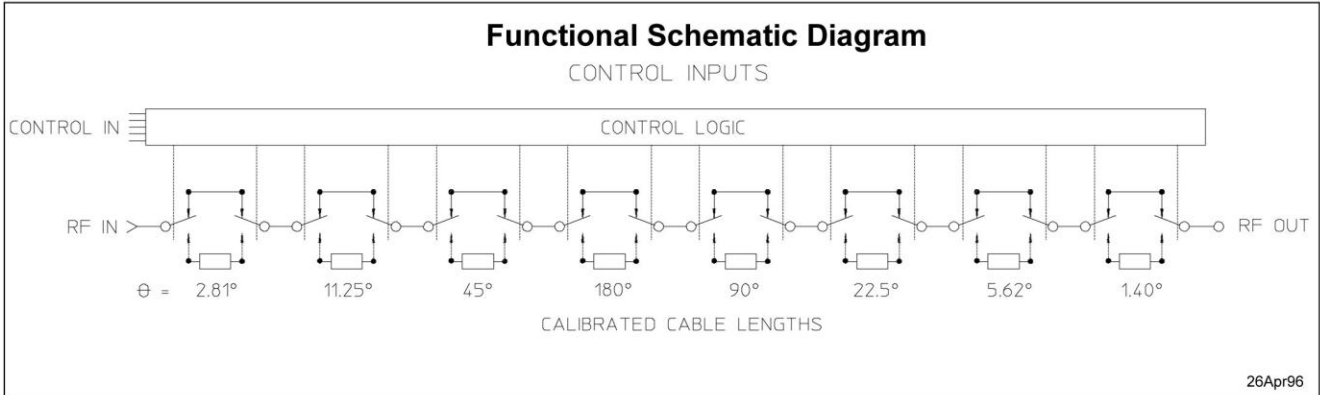 Functional Schematic Diagram
CONTROL INPUTS
CONTROL IN
CONTROL LOGIC
RF IN
RF OUT
θ = 2.81° 11.25° 45° 180° 90° 22.5° 5.62° 1.40°
CALIBRATED CABLE LENGTHS
26Apr96